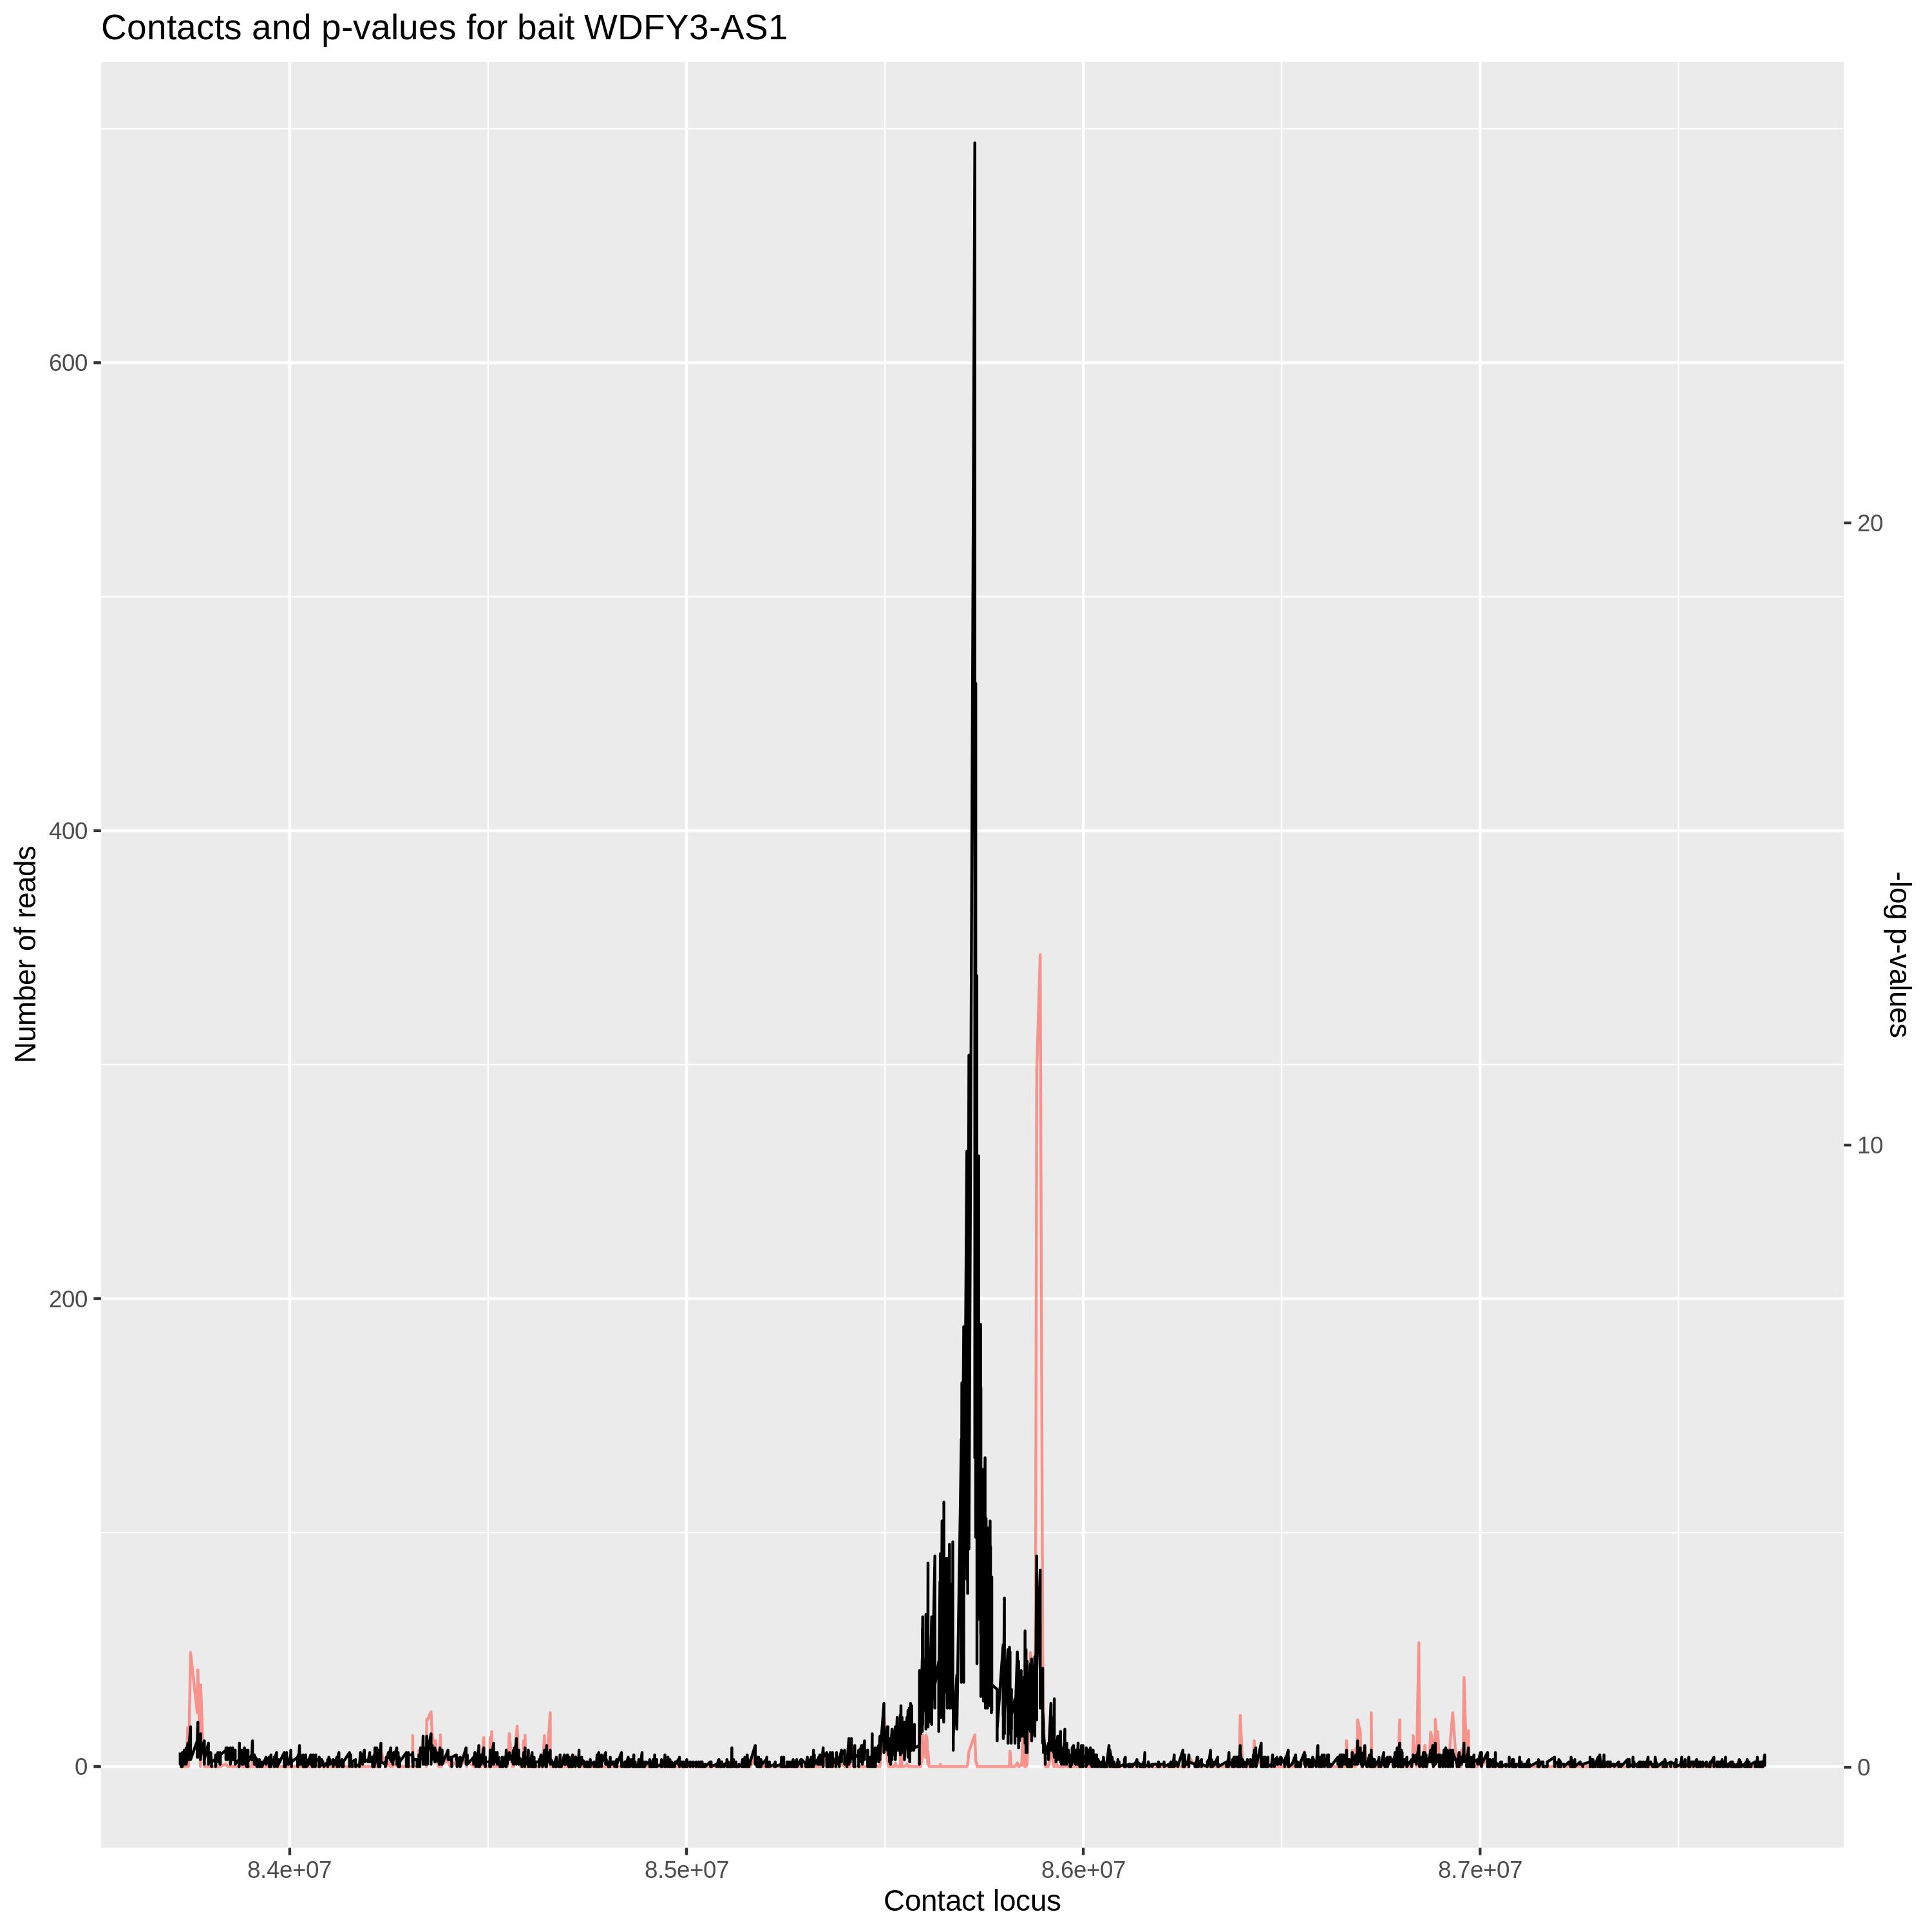 Contacts and p-values for bait WDFY3-AS1
Number of reads
600
400
200
0
20
10
0
-log p-values
8.4e+07
8.5e+07
8.6e+07
8.7e+07
Contact locus